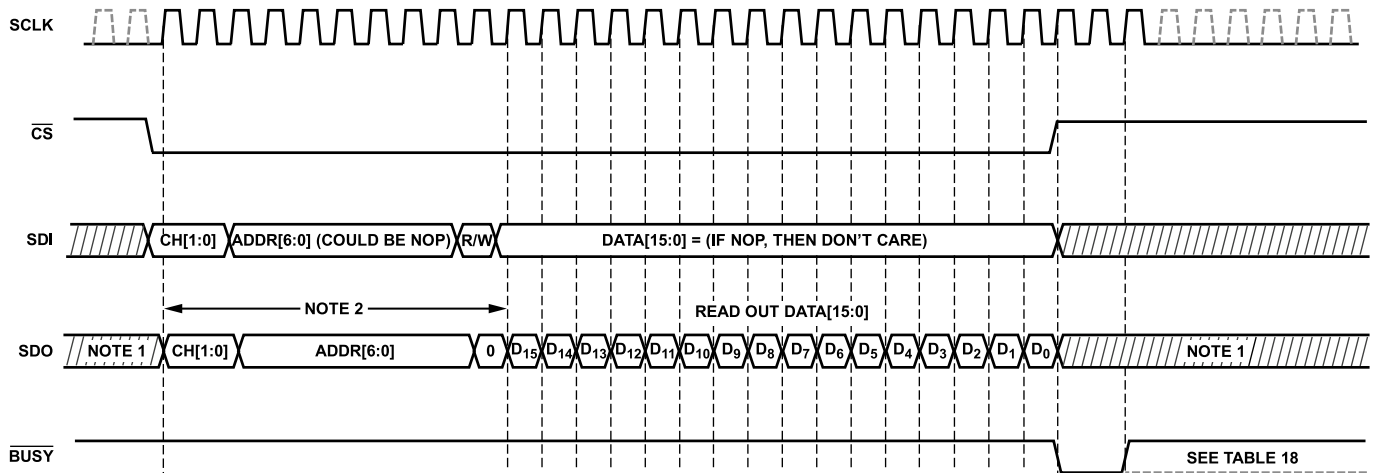 SCLK
CS
SDI
CH[1:0]
ADDR[6:0] (COULD BE NOP)
R/W
DATA[15:0] = (IF NOP, THEN DON'T CARE)
NOTE 2
READ OUT DATA[15:0]
SDO
NOTE 1
CH[1:0]
ADDR[6:0]
0
D15
D14
D13
D12
D11
D10
D9
D8
D7
D6
D5
D4
D3
D2
D1
D0
NOTE 1
BUSY
SEE TABLE 18